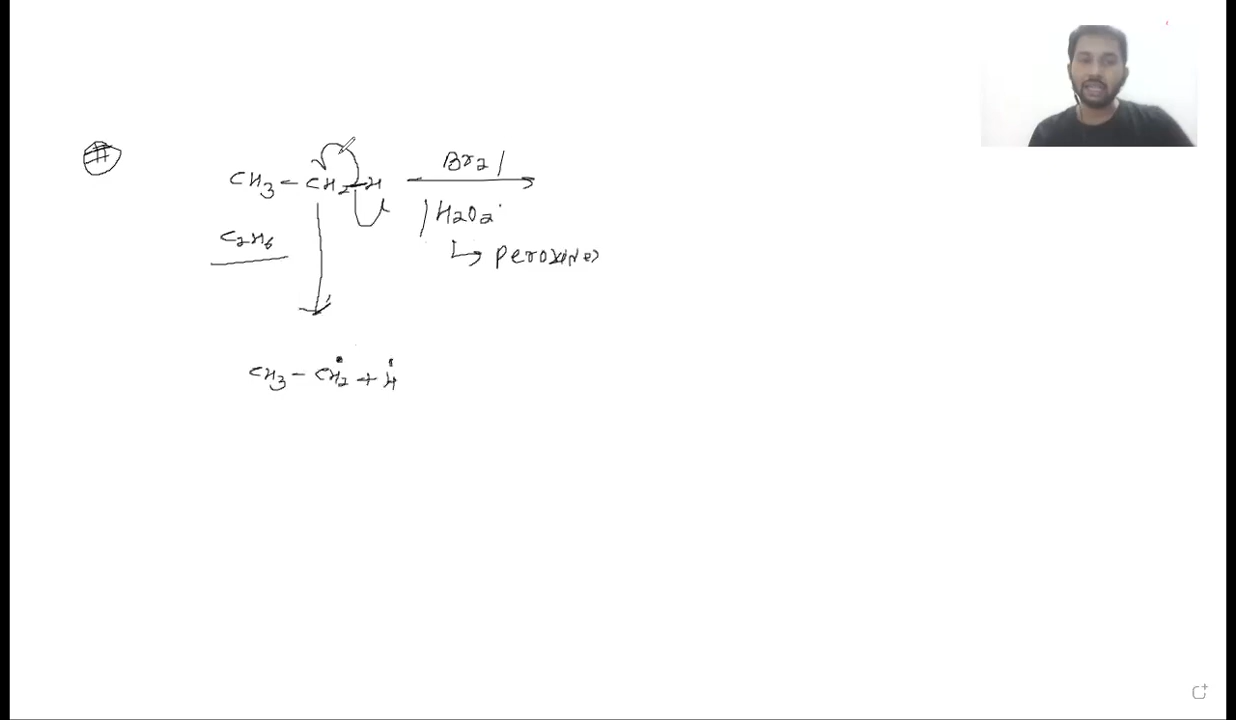 #
CH3 - CH2 - H
Br2 /
/ H2O2
C2H6
↳ peroxides
CH3 - CH2• + H•